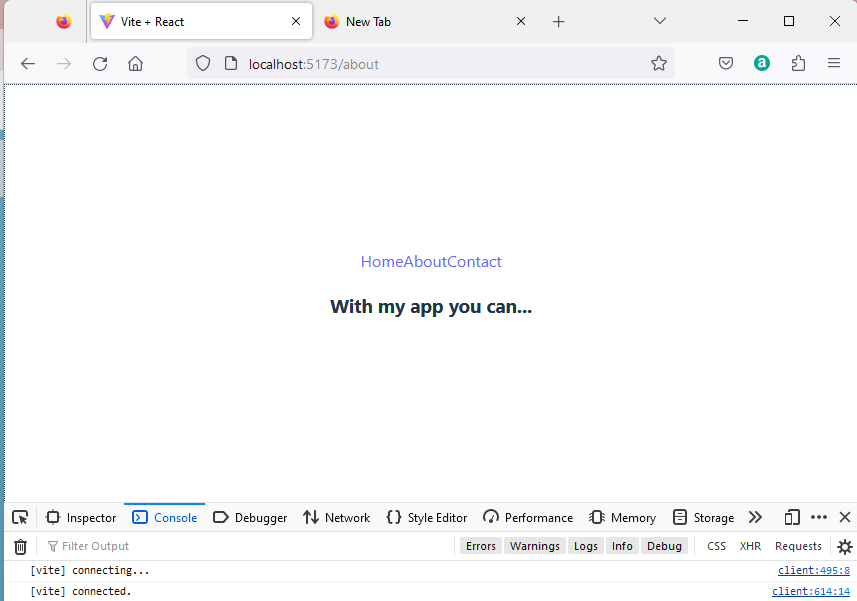 Vite + React
New Tab
localhost:5173/about
a
HomeAboutContact
With my app you can...
Inspector Console Debugger Network Style Editor Performance Memory Storage
Filter Output Errors Warnings Logs Info Debug CSS XHR Requests
[vite] connecting... client:495:8
[vite] connected. client:614:14